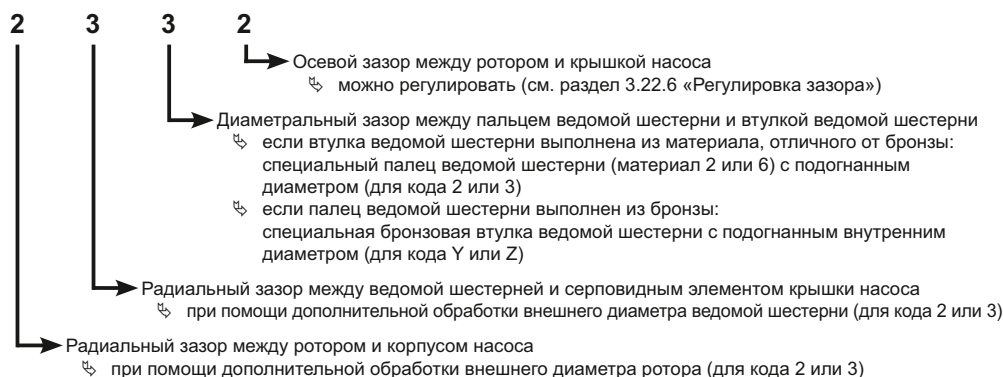 2 3 3 2
Осевой зазор между ротором и крышкой насоса
можно регулировать (см. раздел 3.22.6 «Регулировка зазора»)
Диаметральный зазор между пальцем ведомой шестерни и втулкой ведомой шестерни
если втулка ведомой шестерни выполнена из материала, отличного от бронзы:
специальный палец ведомой шестерни (материал 2 или 6) с подогнанным
диаметром (для кода 2 или 3)
если палец ведомой шестерни выполнен из бронзы:
специальная бронзовая втулка ведомой шестерни с подогнанным внутренним
диаметром (для кода Y или Z)
Радиальный зазор между ведомой шестерней и серповидным элементом крышки насоса
при помощи дополнительной обработки внешнего диаметра ведомой шестерни (для кода 2 или 3)
Радиальный зазор между ротором и корпусом насоса
при помощи дополнительной обработки внешнего диаметра ротора (для кода 2 или 3)